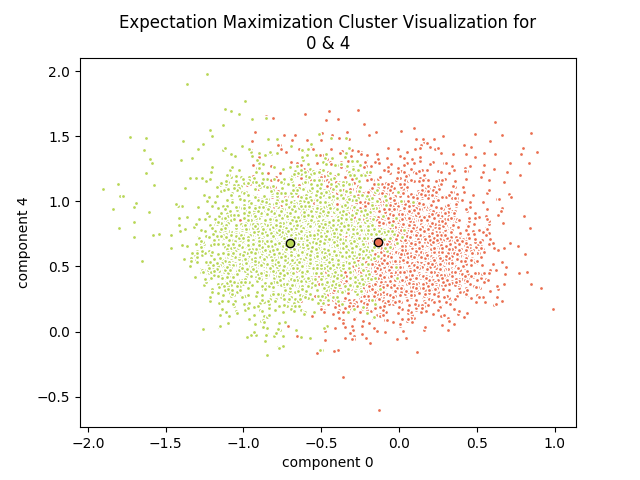 Expectation Maximization Cluster Visualization for
0 & 4
2.0
1.5
1.0
0.5
0.0
−0.5
component 4
−2.0 −1.5 −1.0 −0.5 0.0 0.5 1.0
component 0